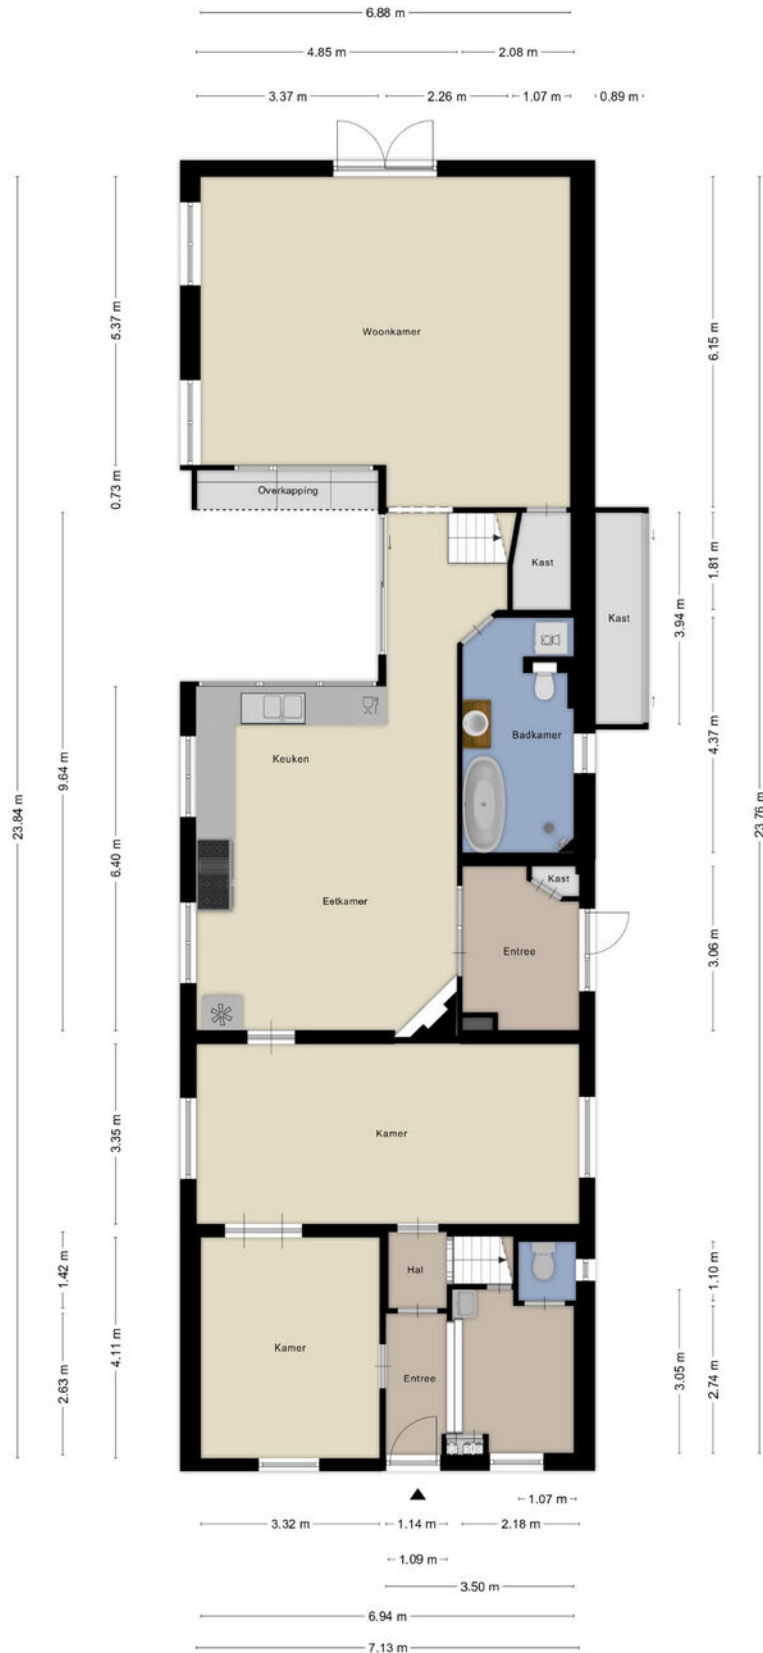 6.88 m
4.85 m
2.08 m
3.37 m
2.26 m
1.07 m
0.89 m
5.37 m
6.15 m
Woonkamer
0.73 m
Overkapping
Kast
1.81 m
Kast
3.94 m
Badkamer
4.37 m
Keuken
9.64 m
23.84 m
23.76 m
6.40 m
Kast
Eetkamer
Entree
3.06 m
Kamer
3.35 m
Hal
1.42 m
1.10 m
Kamer
4.11 m
Entree
2.63 m
3.05 m
2.74 m
1.07 m
3.32 m
1.14 m
2.18 m
1.09 m
3.50 m
6.94 m
7.13 m